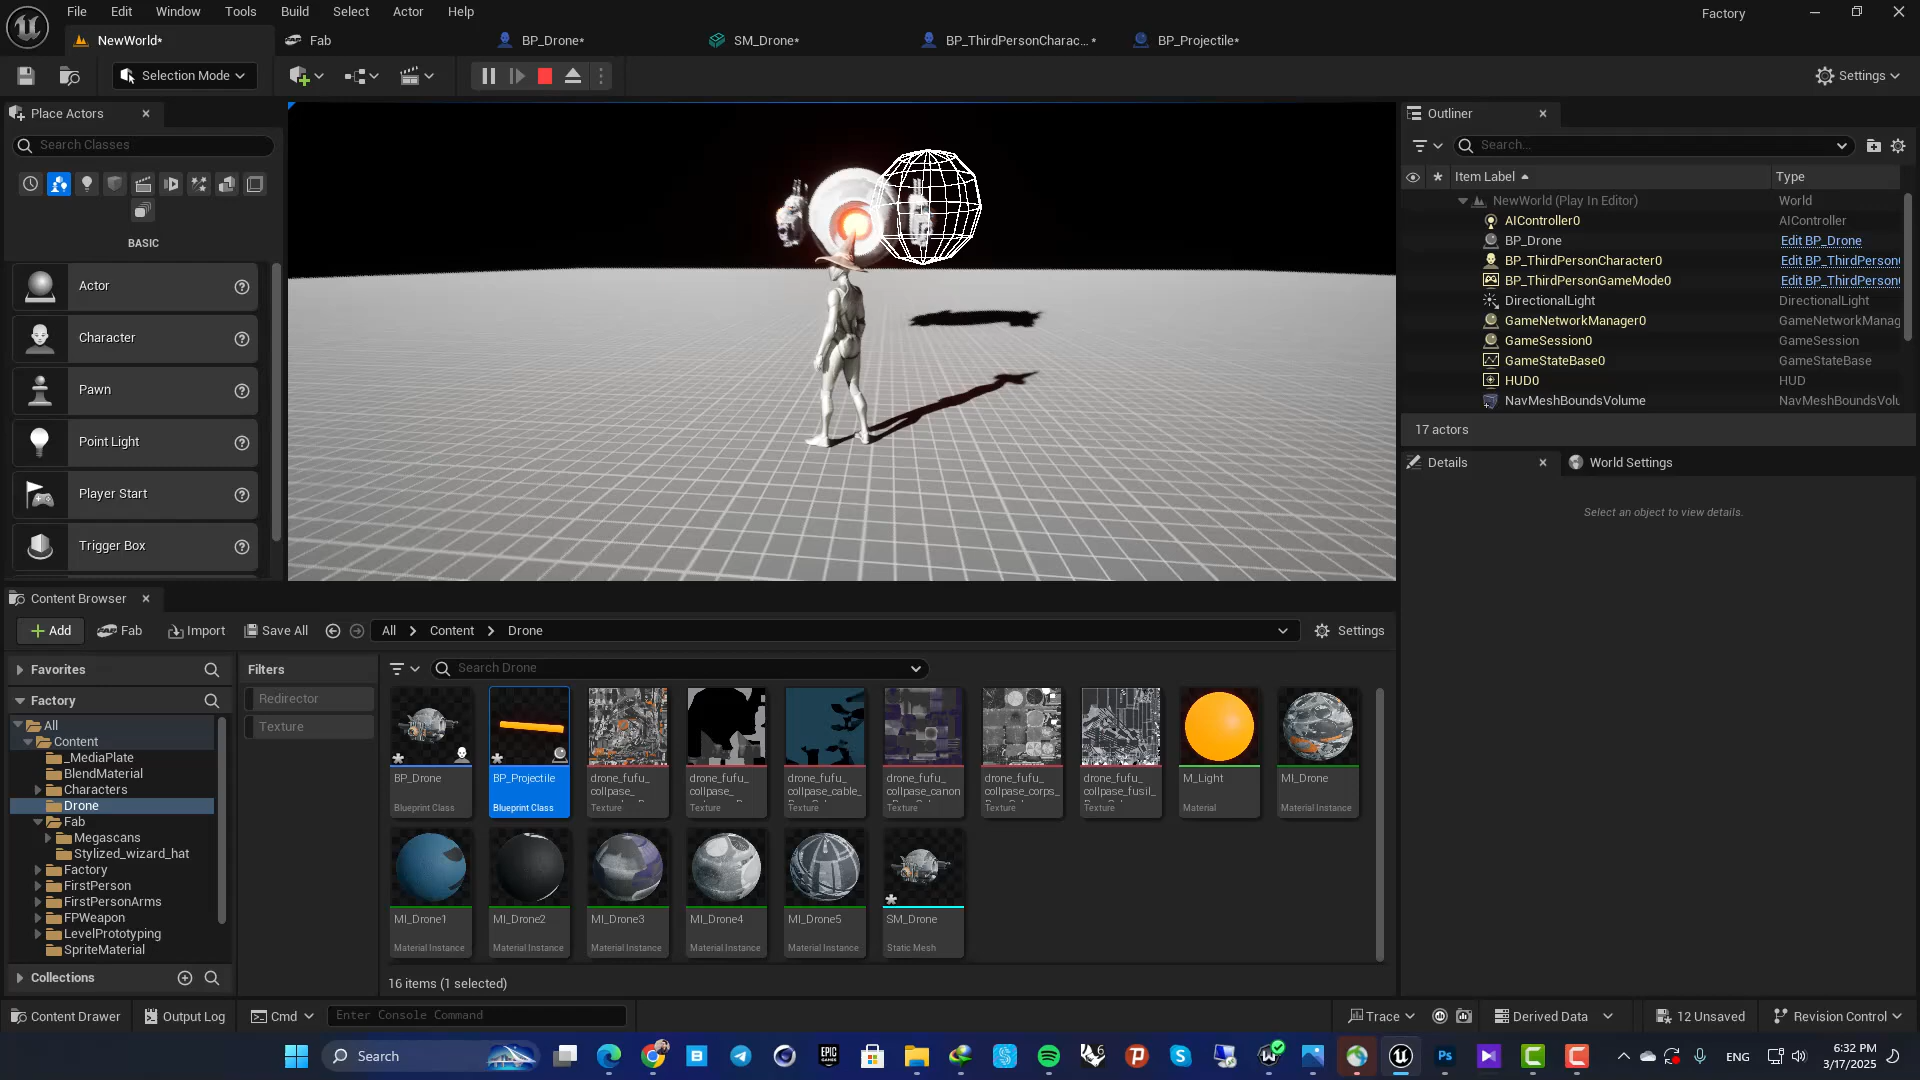 File Edit Window Tools Build Select Actor Help
Factory
NewWorld*
Fab
BP_Drone*
SM_Drone*
BP_ThirdPersonCharac... *
BP_Projectile*
Selection Mode
Settings
Place Actors
Search Classes
BASIC
Actor
Character
Pawn
Point Light
Player Start
Trigger Box
Outliner
Search...
Item Label Type
NewWorld (Play In Editor) World
AIController0 AIController
BP_Drone Edit BP_Drone
BP_ThirdPersonCharacter0 Edit BP_ThirdPerson
BP_ThirdPersonGameMode0 Edit BP_ThirdPerson
DirectionalLight DirectionalLight
GameNetworkManager0 GameNetworkManag
GameSession0 GameSession
GameStateBase0 GameStateBase
HUD0 HUD
NavMeshBoundsVolume NavMeshBoundsVolu
17 actors
Details
World Settings
Select an object to view details.
Content Browser
Add Fab Import Save All All Content Drone Settings
Favorites
Factory
All
Content
_MediaPlate
BlendMaterial
Characters
Drone
Fab
Megascans
Stylized_wizard_hat
Factory
FirstPerson
FirstPersonArms
FPWeapon
LevelPrototyping
SpriteMaterial
Collections
Filters
Redirector
Texture
Search Drone
BP_Drone
Blueprint Class
BP_Projectile
Blueprint Class
drone_fufu_
collpase_
Texture
drone_fufu_
collpase_
Texture
drone_fufu_
collpase_cable_
Texture
drone_fufu_
collpase_canon
Texture
drone_fufu_
collpase_corps_
Texture
drone_fufu_
collpase_fusil_
Texture
M_Light
Material
MI_Drone
Material Instance
MI_Drone1
Material Instance
MI_Drone2
Material Instance
MI_Drone3
Material Instance
MI_Drone4
Material Instance
MI_Drone5
Material Instance
SM_Drone
Static Mesh
16 items (1 selected)
Content Drawer Output Log Cmd Enter Console Command Trace Derived Data 12 Unsaved Revision Control
Search
EPIC
GAMES
Ps
ENG
6:32 PM
3/17/2025